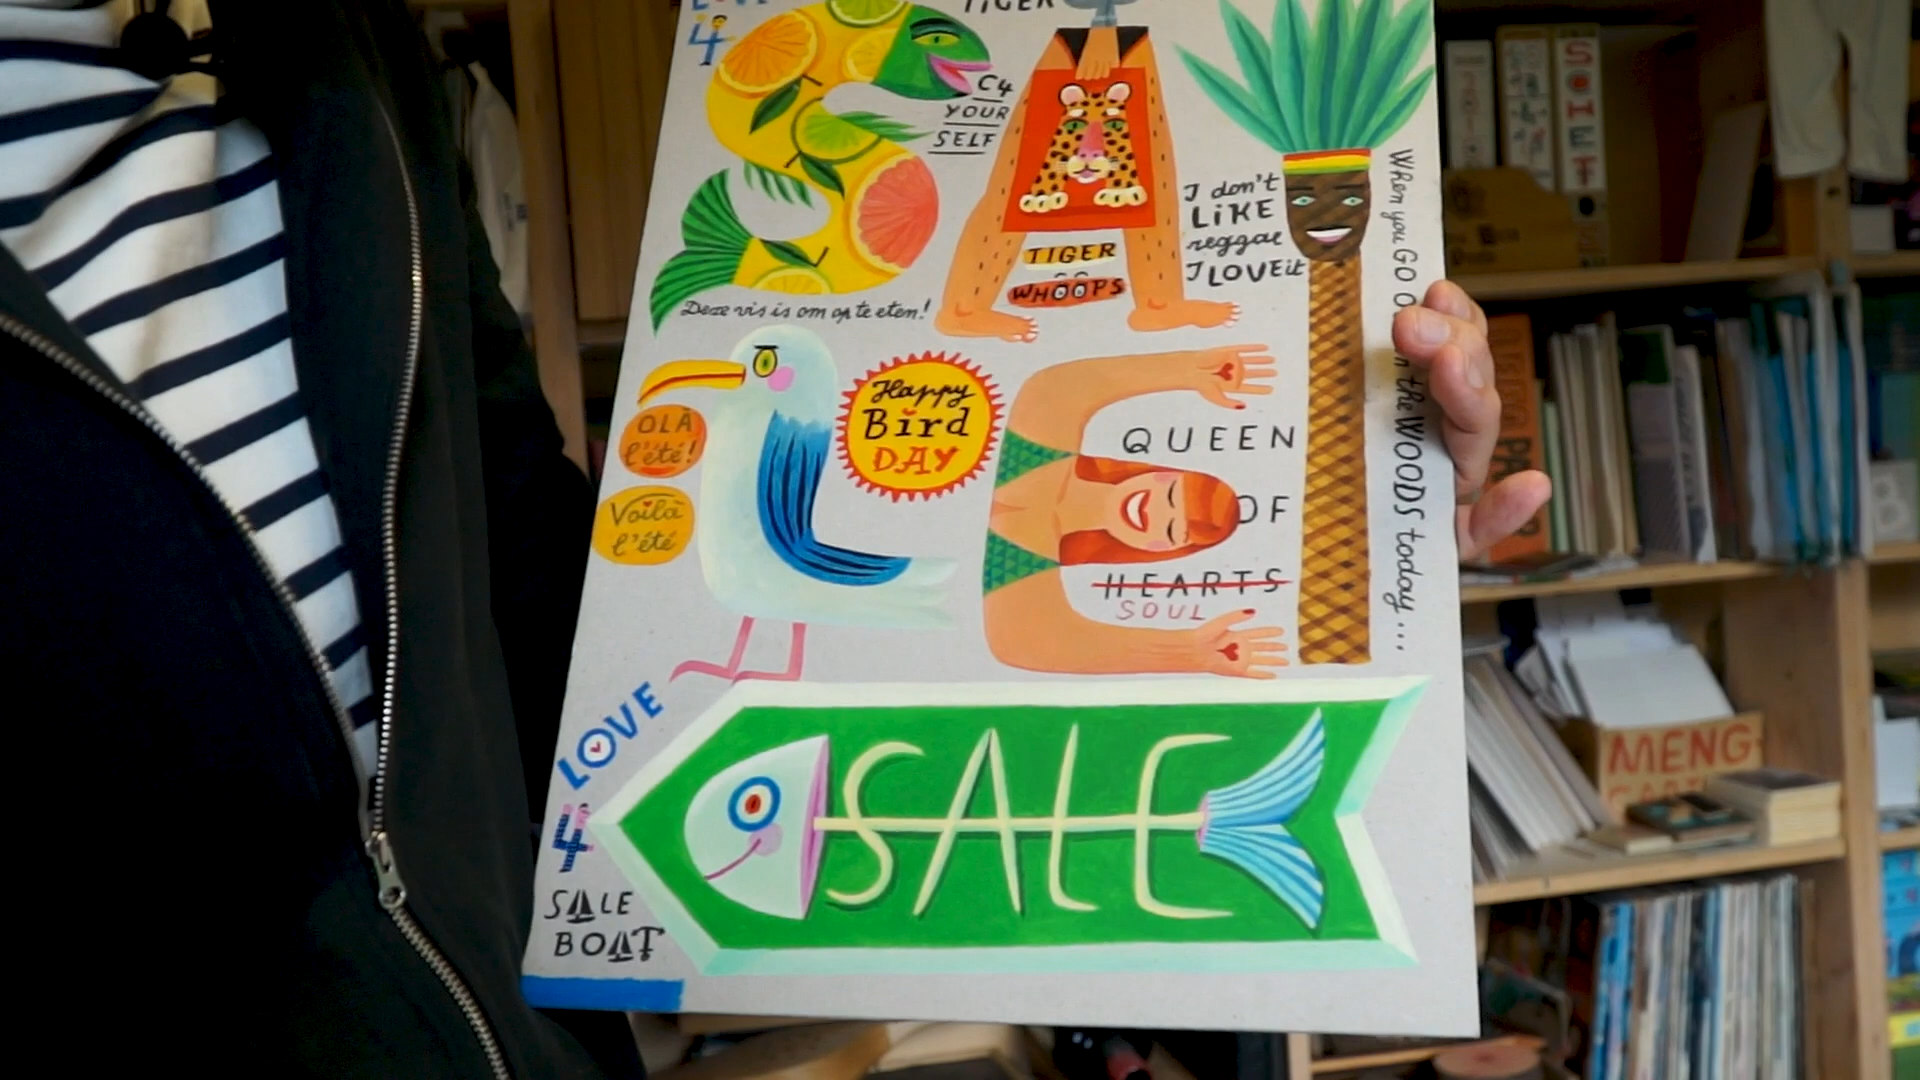 TIGER
4
C4
YOUR
SELF
Deze vis is om op te eten!
TIGER
WHOOPS
I don't
LiKE
reggae
I LOVE it
When you GO
the WOODS today...
OLÀ
l'été!
Voilà
l'été
Happy
Bird
DAY
QUEEN
OF
HEARTS
SOUL
LOVE
4
SALE
BOAT
SALE
MENG